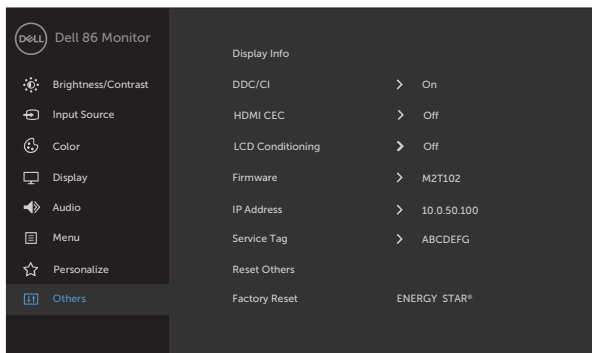 DELL Dell 86 Monitor
Brightness/Contrast
Input Source
Color
Display
Audio
Menu
Personalize
Others
Display Info
DDC/CI On
HDMI CEC Off
LCD Conditioning Off
Firmware M2T102
IP Address 10.0.50.100
Service Tag ABCDEFG
Reset Others
Factory Reset ENERGY STAR®